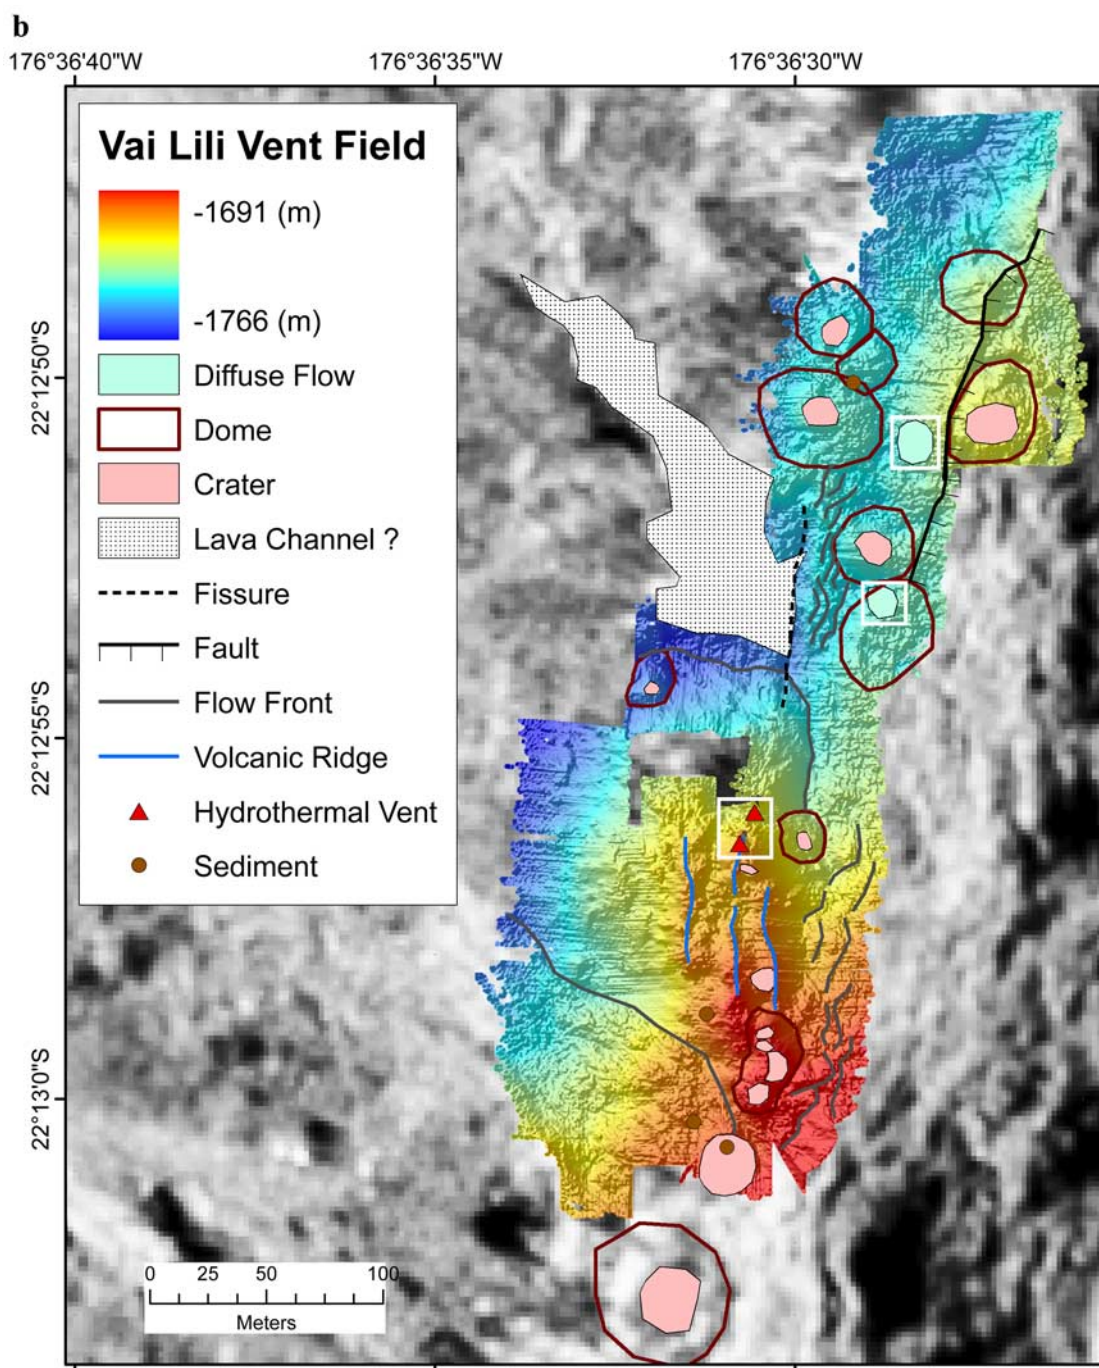 b
176°36'40"W 176°36'35"W 176°36'30"W
Vai Lili Vent Field
-1691 (m)
-1766 (m)
Diffuse Flow
Dome
Crater
Lava Channel ?
Fissure
Fault
Flow Front
Volcanic Ridge
Hydrothermal Vent
Sediment
22°12'50"S
22°12'55"S
22°13'0"S
0 25 50 100
Meters